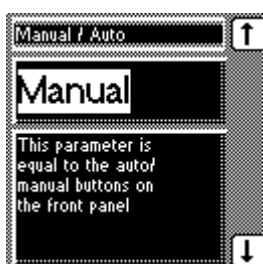 Manual / Auto
Manual
This parameter is
equal to the auto/
manual buttons on
the front panel